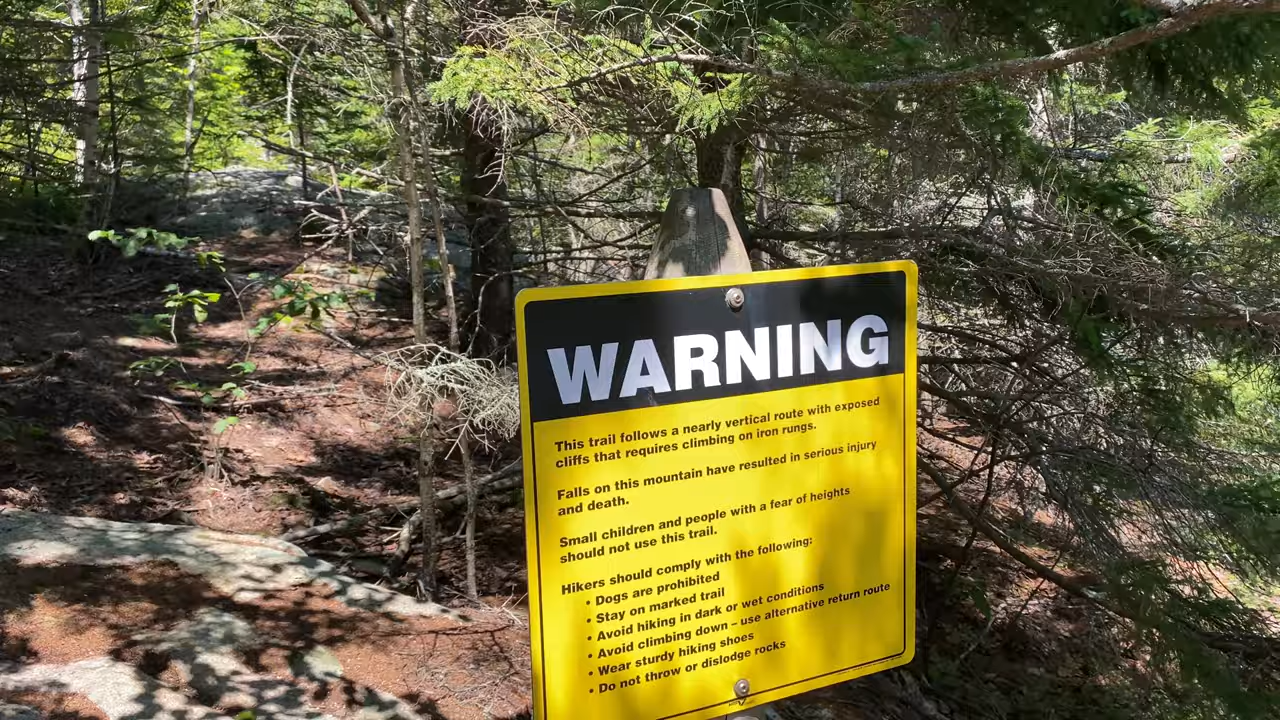 WARNING
This trail follows a nearly vertical route with exposed
cliffs that requires climbing on iron rungs.
Falls on this mountain have resulted in serious injury
and death.
Small children and people with a fear of heights
should not use this trail.
Hikers should comply with the following:
• Dogs are prohibited
• Stay on marked trail
• Avoid hiking in dark or wet conditions
• Avoid climbing down – use alternative return route
• Wear sturdy hiking shoes
• Do not throw or dislodge rocks